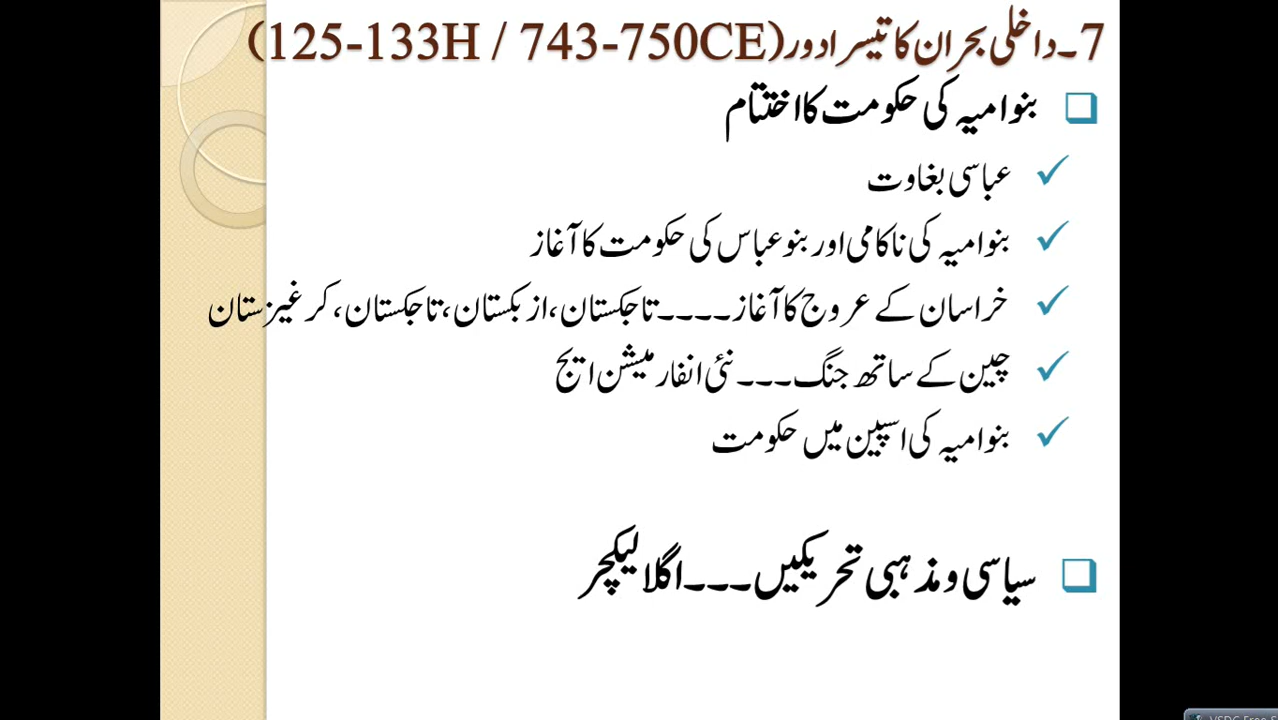 7۔داخلی بحران کا تیسرا دور(125-133H / 743-750CE)
بنوامیہ کی حکومت کا اختتام
عباسی بغاوت
بنوامیہ کی ناکامی اور بنو عباس کی حکومت کا آغاز
خراسان کے عروج کا آغاز۔۔۔۔تاجکستان،ازبکستان،تاجکستان،کرغیزستان
چین کے ساتھ جنگ۔۔۔نئی انفارمیشن ایج
بنوامیہ کی اسپین میں حکومت
سیاسی و مذہبی تحریکیں۔۔۔اگلا لیکچر